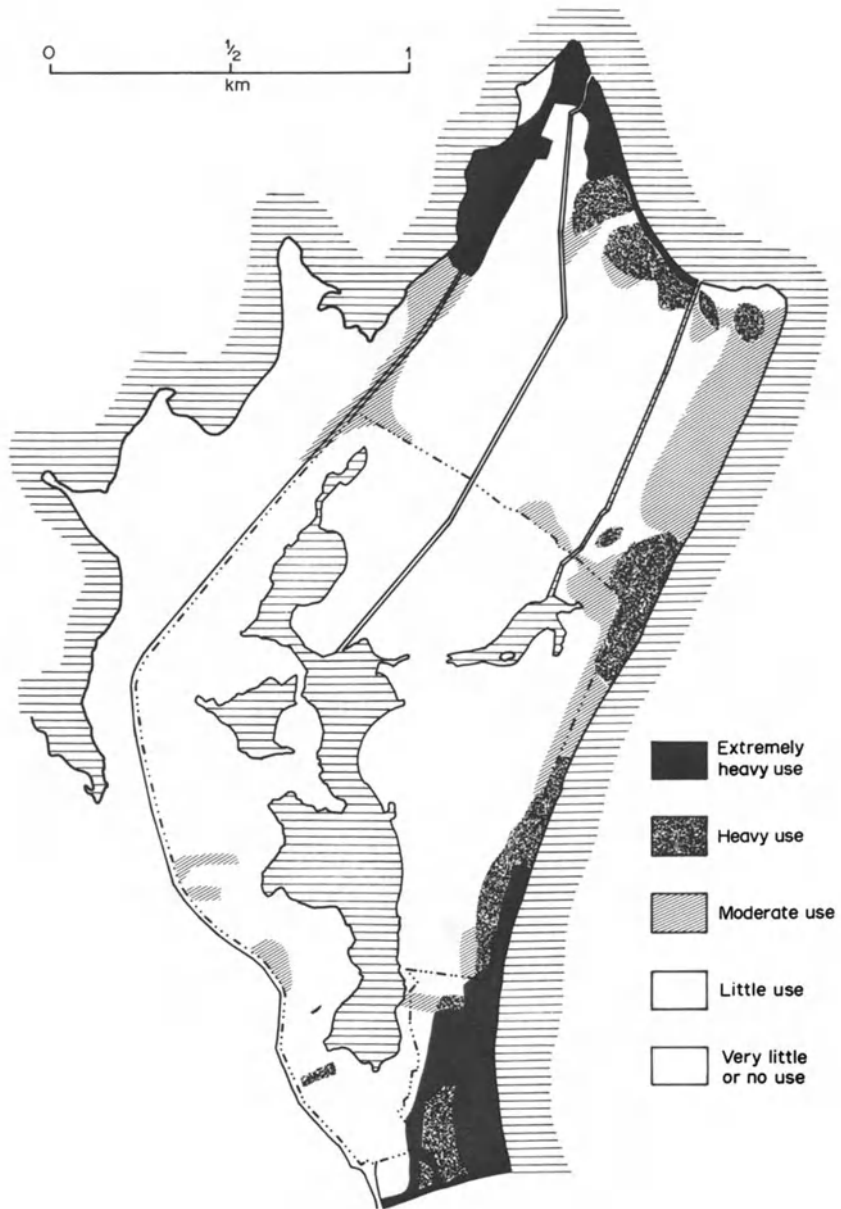 0 ½ 1
km
Extremely
heavy use
Heavy use
Moderate use
Little use
Very little
or no use